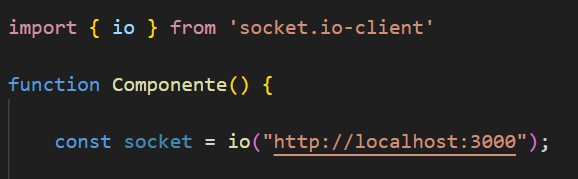 import { io } from 'socket.io-client'
function Componente() {
const socket = io("http://localhost:3000");